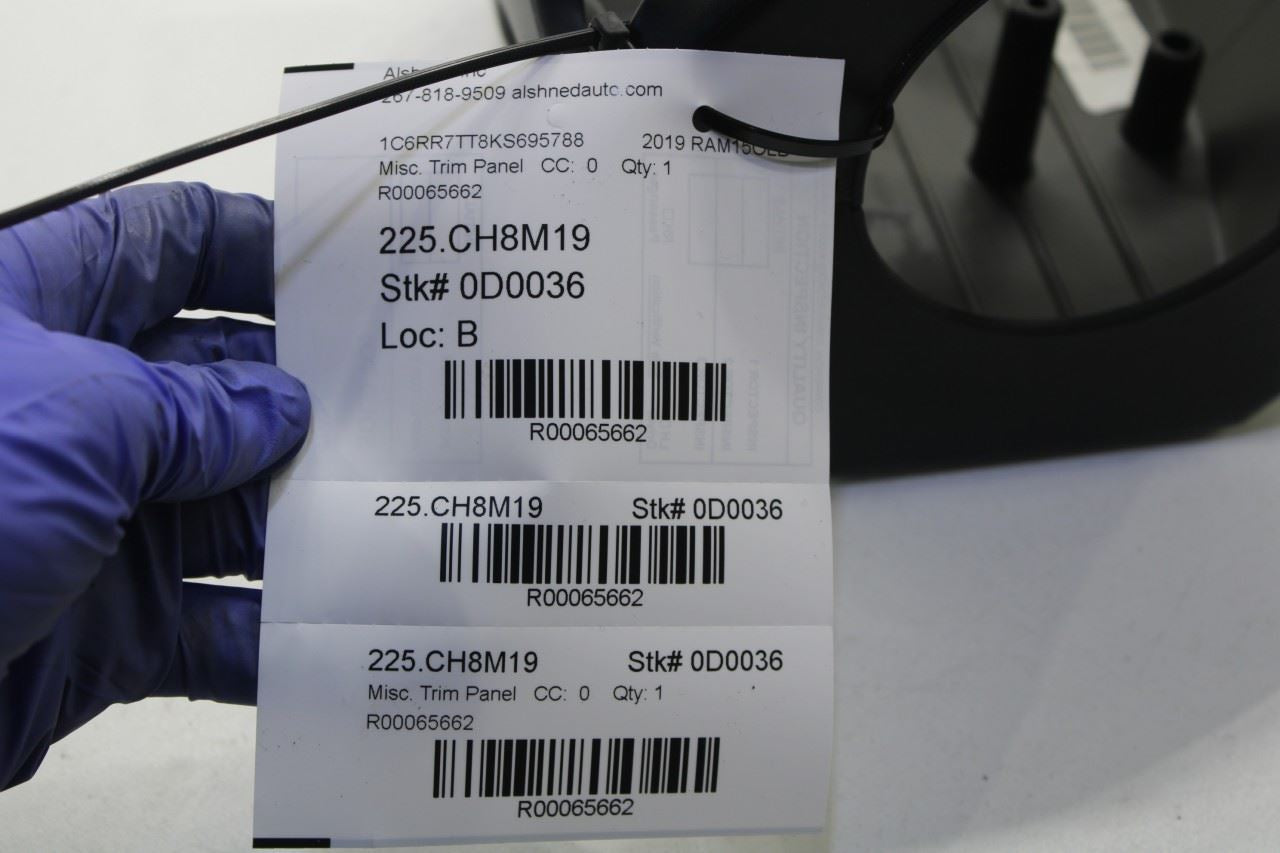 267-818-9509 alshnedauto.com
1C6RR7TT8KS695788 2019 RAM15OLD
Misc. Trim Panel CC: 0 Qty: 1
R00065662
225.CH8M19
Stk# 0D0036
Loc: B
R00065662
225.CH8M19 Stk# 0D0036
R00065662
225.CH8M19 Stk# 0D0036
Misc. Trim Panel CC: 0 Qty: 1
R00065662
R00065662